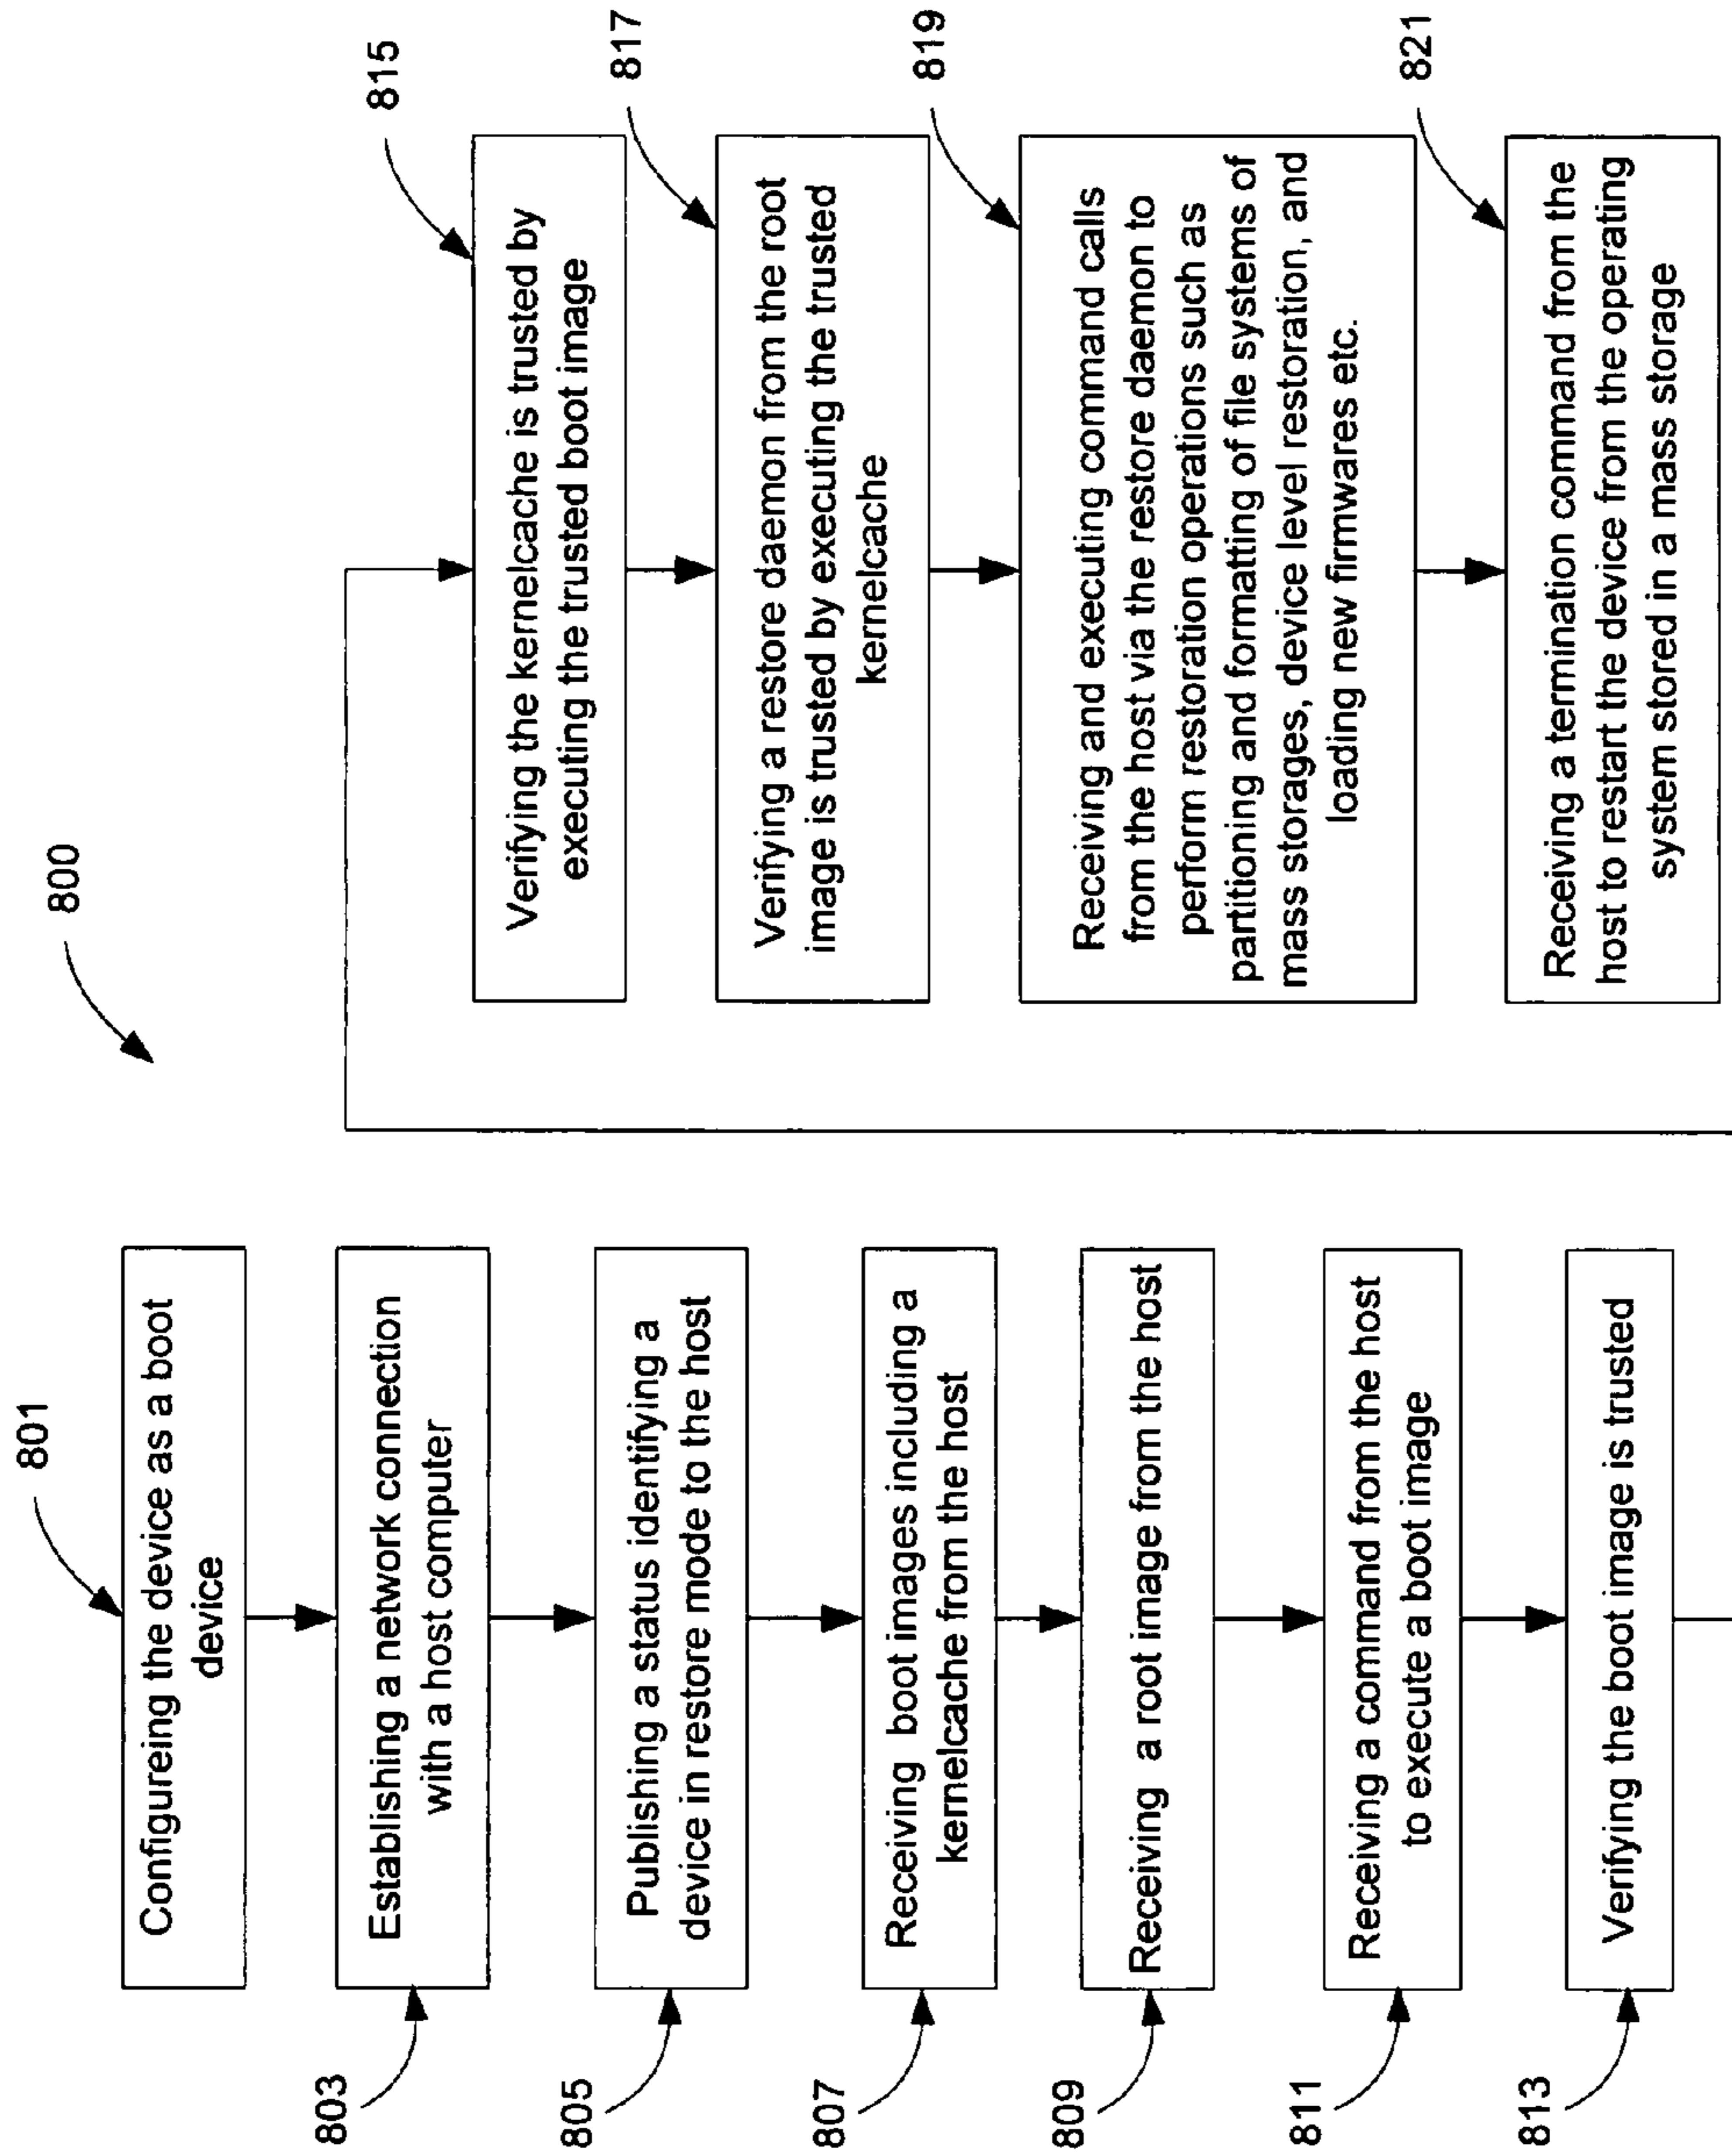 800
801
Configureing the device as a boot
device
803
Establishing a network connection
with a host computer
805
Publishing a status identifying a
device in restore mode to the host
807
Receiving boot images including a
kernelcache from the host
809
Receiving a root image from the host
811
Receiving a command from the host
to execute a boot image
813
Verifying the boot image is trusted
815
Verifying the kernelcache is trusted by
executing the trusted boot image
817
Verifying a restore daemon from the root
image is trusted by executing the trusted
kernelcache
819
Receiving and executing command calls
from the host via the restore daemon to
perform restoration operations such as
partitioning and formatting of file systems of
mass storages, device level restoration, and
loading new firmwares etc.
821
Receiving a termination command from the
host to restart the device from the operating
system stored in a mass storage